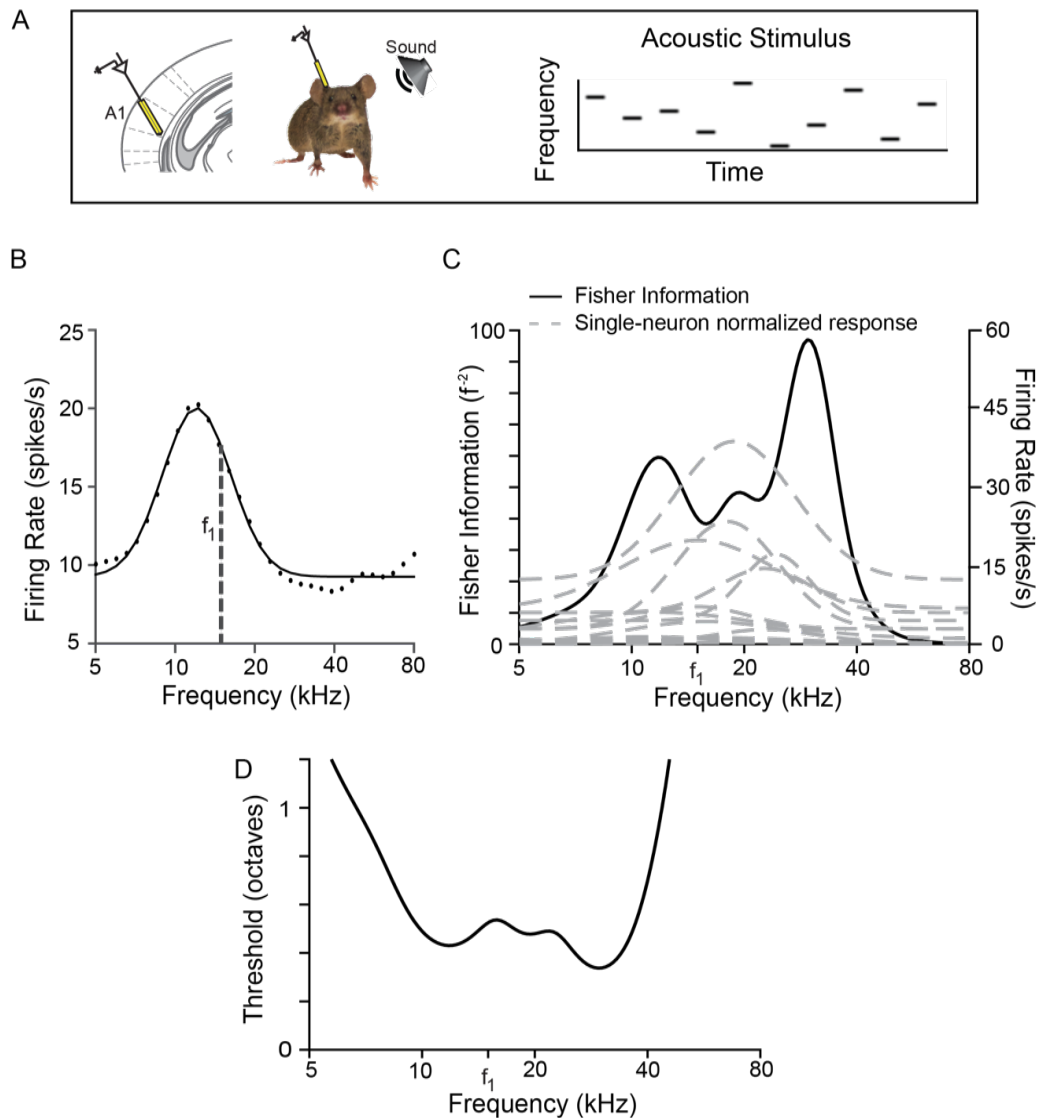 A
A1
Sound
Acoustic Stimulus
Frequency
Time
B
Firing Rate (spikes/s)
25
20
15
10
5
f1
5 10 20 40 80
Frequency (kHz)
C
Fisher Information
Single-neuron normalized response
Fisher Information (f-2)
100
0
Firing Rate (spikes/s)
60
45
30
15
0
5 10 f1 20 40 80
Frequency (kHz)
D
Threshold (octaves)
1
0
5 10 f1 20 40 80
Frequency (kHz)